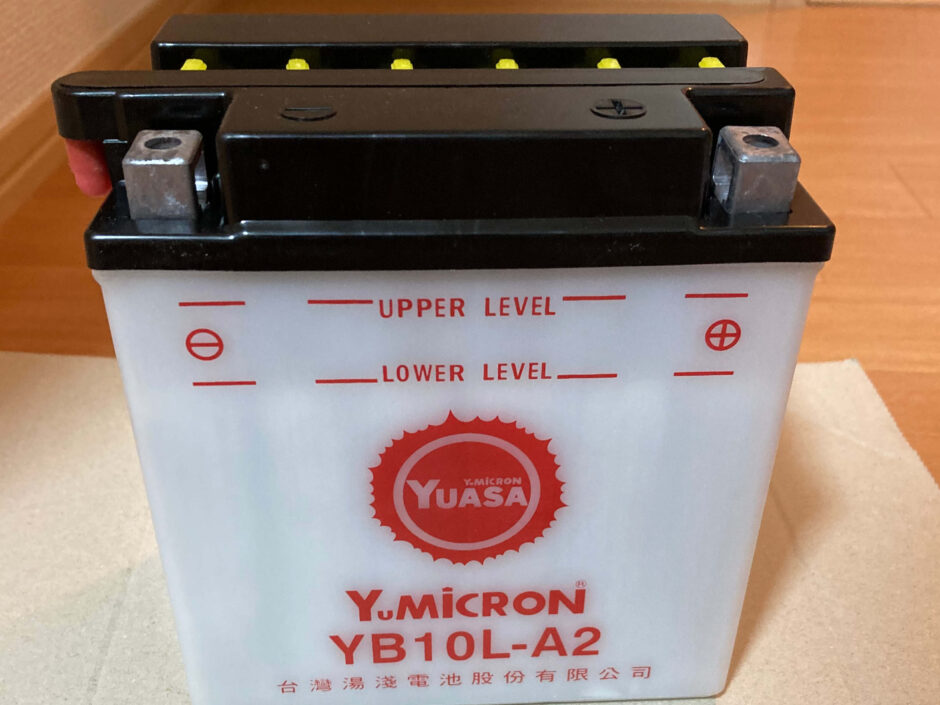 UPPER LEVEL
LOWER LEVEL
YuMiCRON
YUASA
YuMiCRON®
YB10L-A2
台灣湯淺電池股份有限公司